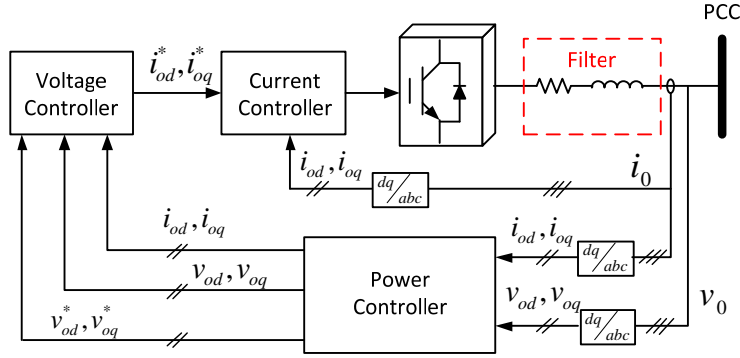 PCC
Filter
Voltage
Controller
i*od, i*oq
Current
Controller
iod, ioq
dq/abc
i0
iod, ioq
iod, ioq
dq/abc
Power
Controller
vod, voq
vod, voq
dq/abc
v0
v*od, v*oq